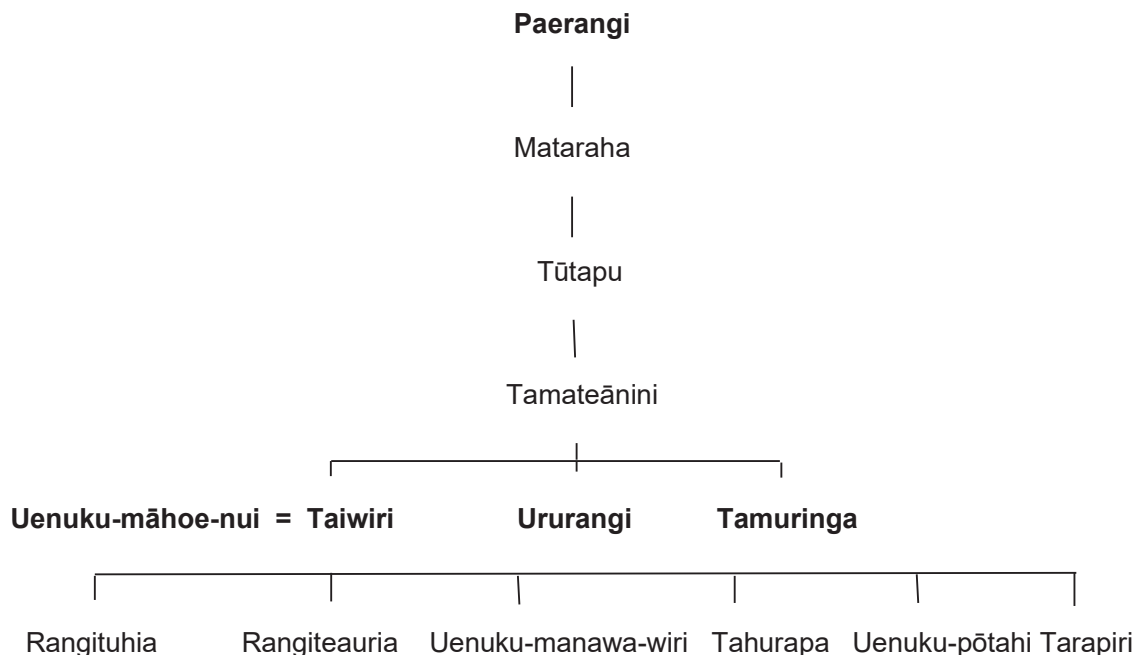 Paerangi
Mataraha
Tūtapu
Tamateānini
Uenuku-māhoe-nui = Taiwiri Ururangi Tamuringa
Rangituhia Rangiteauria Uenuku-manawa-wiri Tahurapa Uenuku-pōtahi Tarapiri